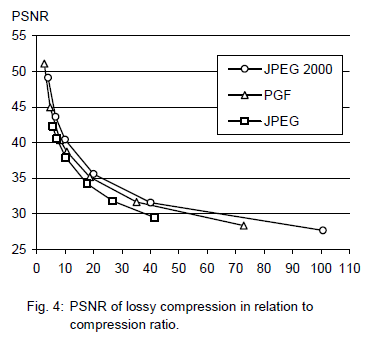 PSNR
55
50
45
40
35
30
25
0 10 20 30 40 50 60 70 80 90 100 110
JPEG 2000
PGF
JPEG
Fig. 4: PSNR of lossy compression in relation to
compression ratio.